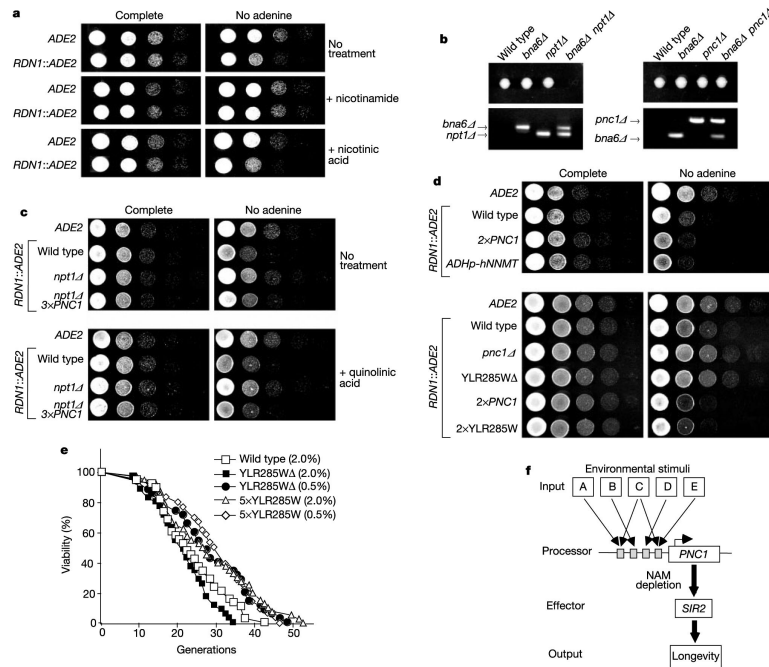 a
Complete
No adenine
ADE2
RDN1::ADE2
No
treatment
ADE2
RDN1::ADE2
+ nicotinamide
ADE2
RDN1::ADE2
+ nicotinic
acid
b
Wild type
bna6Δ
npt1Δ
bna6Δ npt1Δ
bna6Δ
npt1Δ
Wild type
bna6Δ
pnc1Δ
bna6Δ pnc1Δ
pnc1Δ
bna6Δ
c
Complete
No adenine
ADE2
RDN1::ADE2
Wild type
npt1Δ
npt1Δ
3×PNC1
No
treatment
ADE2
RDN1::ADE2
Wild type
npt1Δ
npt1Δ
3×PNC1
+ quinolinic
acid
d
Complete
No adenine
ADE2
RDN1::ADE2
Wild type
2×PNC1
ADHp-hNNMT
ADE2
RDN1::ADE2
Wild type
pnc1Δ
YLR285WΔ
2×PNC1
2×YLR285W
e
Viability (%)
100
80
60
40
20
0
0 10 20 30 40 50
Generations
Wild type (2.0%)
YLR285WΔ (2.0%)
YLR285WΔ (0.5%)
5×YLR285W (2.0%)
5×YLR285W (0.5%)
f
Environmental stimuli
Input A B C D E
Processor PNC1
NAM
depletion
Effector SIR2
Output Longevity